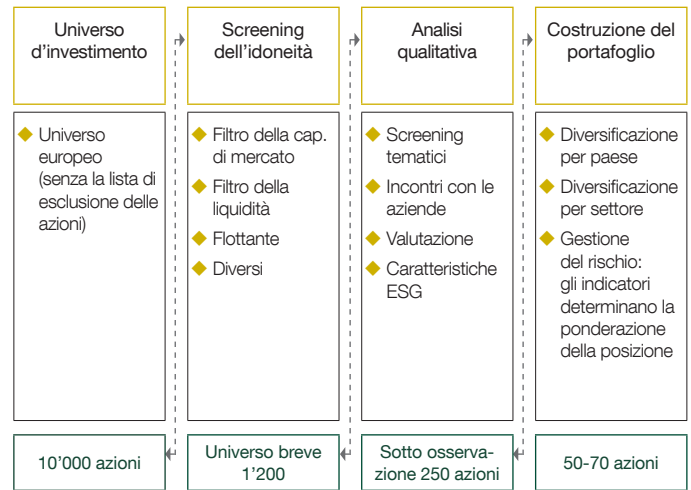 Universo
d'investimento
Screening
dell'idoneità
Analisi
qualitativa
Costruzione del
portafoglio
Universo
europeo
(senza la lista di
esclusione delle
azioni)
Filtro della cap.
di mercato
Filtro della
liquidità
Flottante
Diversi
Screening
tematici
Incontri con le
aziende
Valutazione
Caratteristiche
ESG
Diversificazione
per paese
Diversificazione
per settore
Gestione
del rischio:
gli indicatori
determinano la
ponderazione
della posizione
10'000 azioni
Universo breve
1'200
Sotto osserva-
zione 250 azioni
50-70 azioni